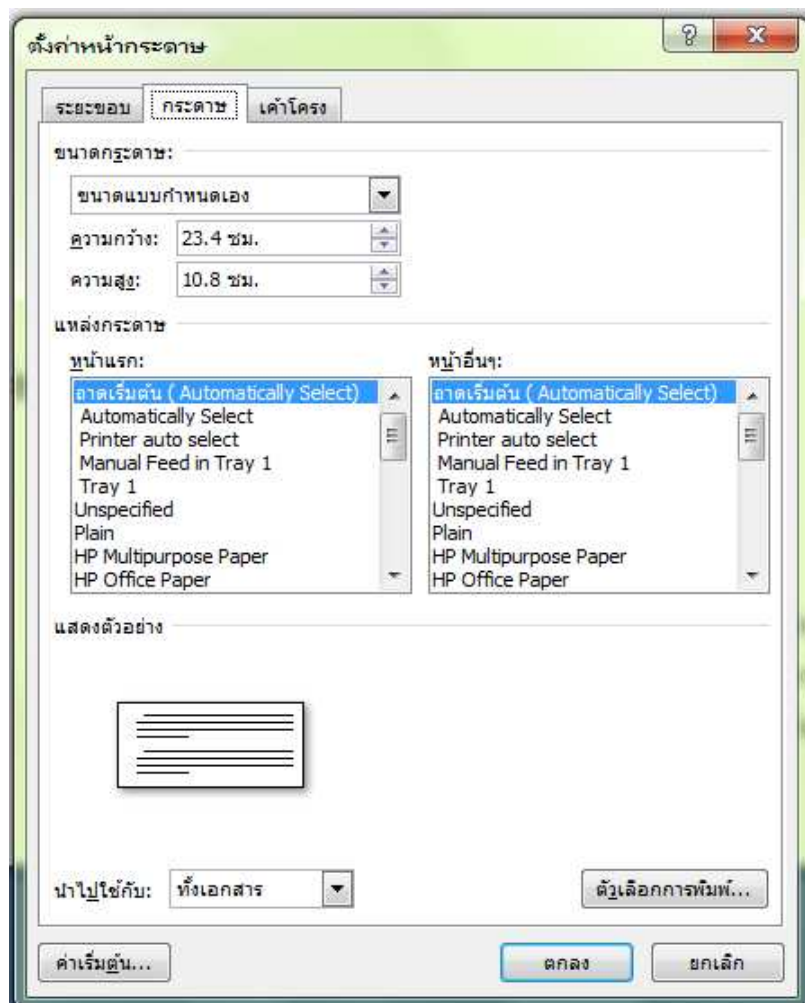 ตั้งค่าหน้ากระดาษ
ระยะขอบ กระดาษ เค้าโครง
ขนาดกระดาษ:
ขนาดแบบกำหนดเอง
ความกว้าง: 23.4 ซม.
ความสูง: 10.8 ซม.
แหล่งกระดาษ
หน้าแรก: หน้าอื่นๆ:
ถาดเริ่มต้น ( Automatically Select) ถาดเริ่มต้น ( Automatically Select)
Automatically Select Automatically Select
Printer auto select Printer auto select
Manual Feed in Tray 1 Manual Feed in Tray 1
Tray 1 Tray 1
Unspecified Unspecified
Plain Plain
HP Multipurpose Paper HP Multipurpose Paper
HP Office Paper HP Office Paper
แสดงตัวอย่าง
นำไปใช้กับ: ทั้งเอกสาร ตัวเลือกการพิมพ์...
ค่าเริ่มต้น... ตกลง ยกเลิก